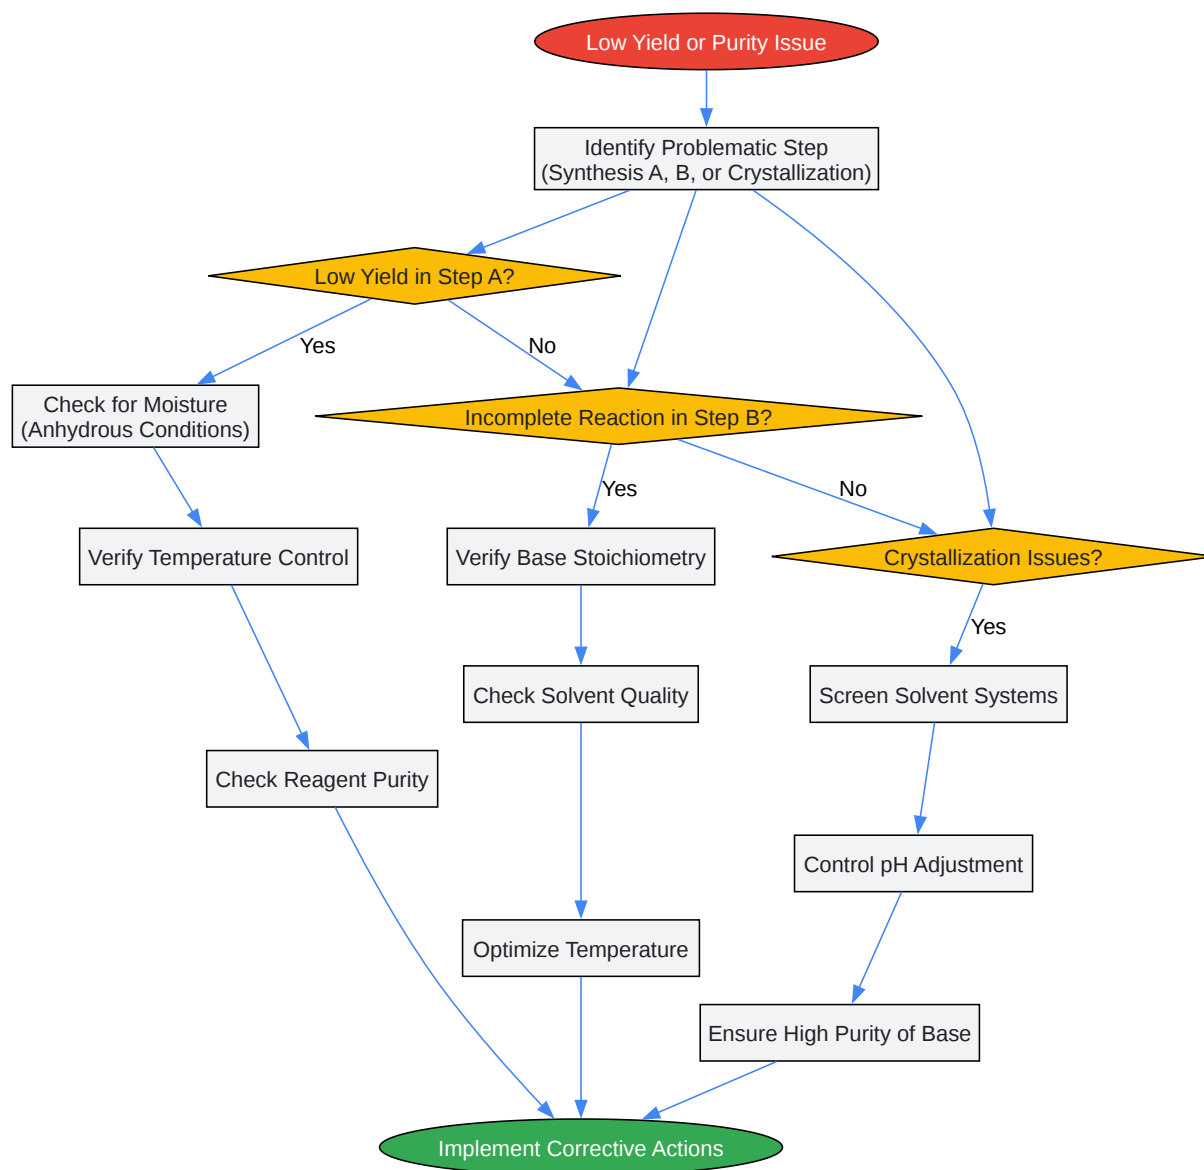 Low Yield or Purity Issue
Identify Problematic Step
(Synthesis A, B, or Crystallization)
Low Yield in Step A?
Yes
No
Check for Moisture
(Anhydrous Conditions)
Incomplete Reaction in Step B?
Yes
No
Verify Temperature Control
Verify Base Stoichiometry
Crystallization Issues?
Yes
Check Solvent Quality
Screen Solvent Systems
Check Reagent Purity
Control pH Adjustment
Optimize Temperature
Ensure High Purity of Base
Implement Corrective Actions